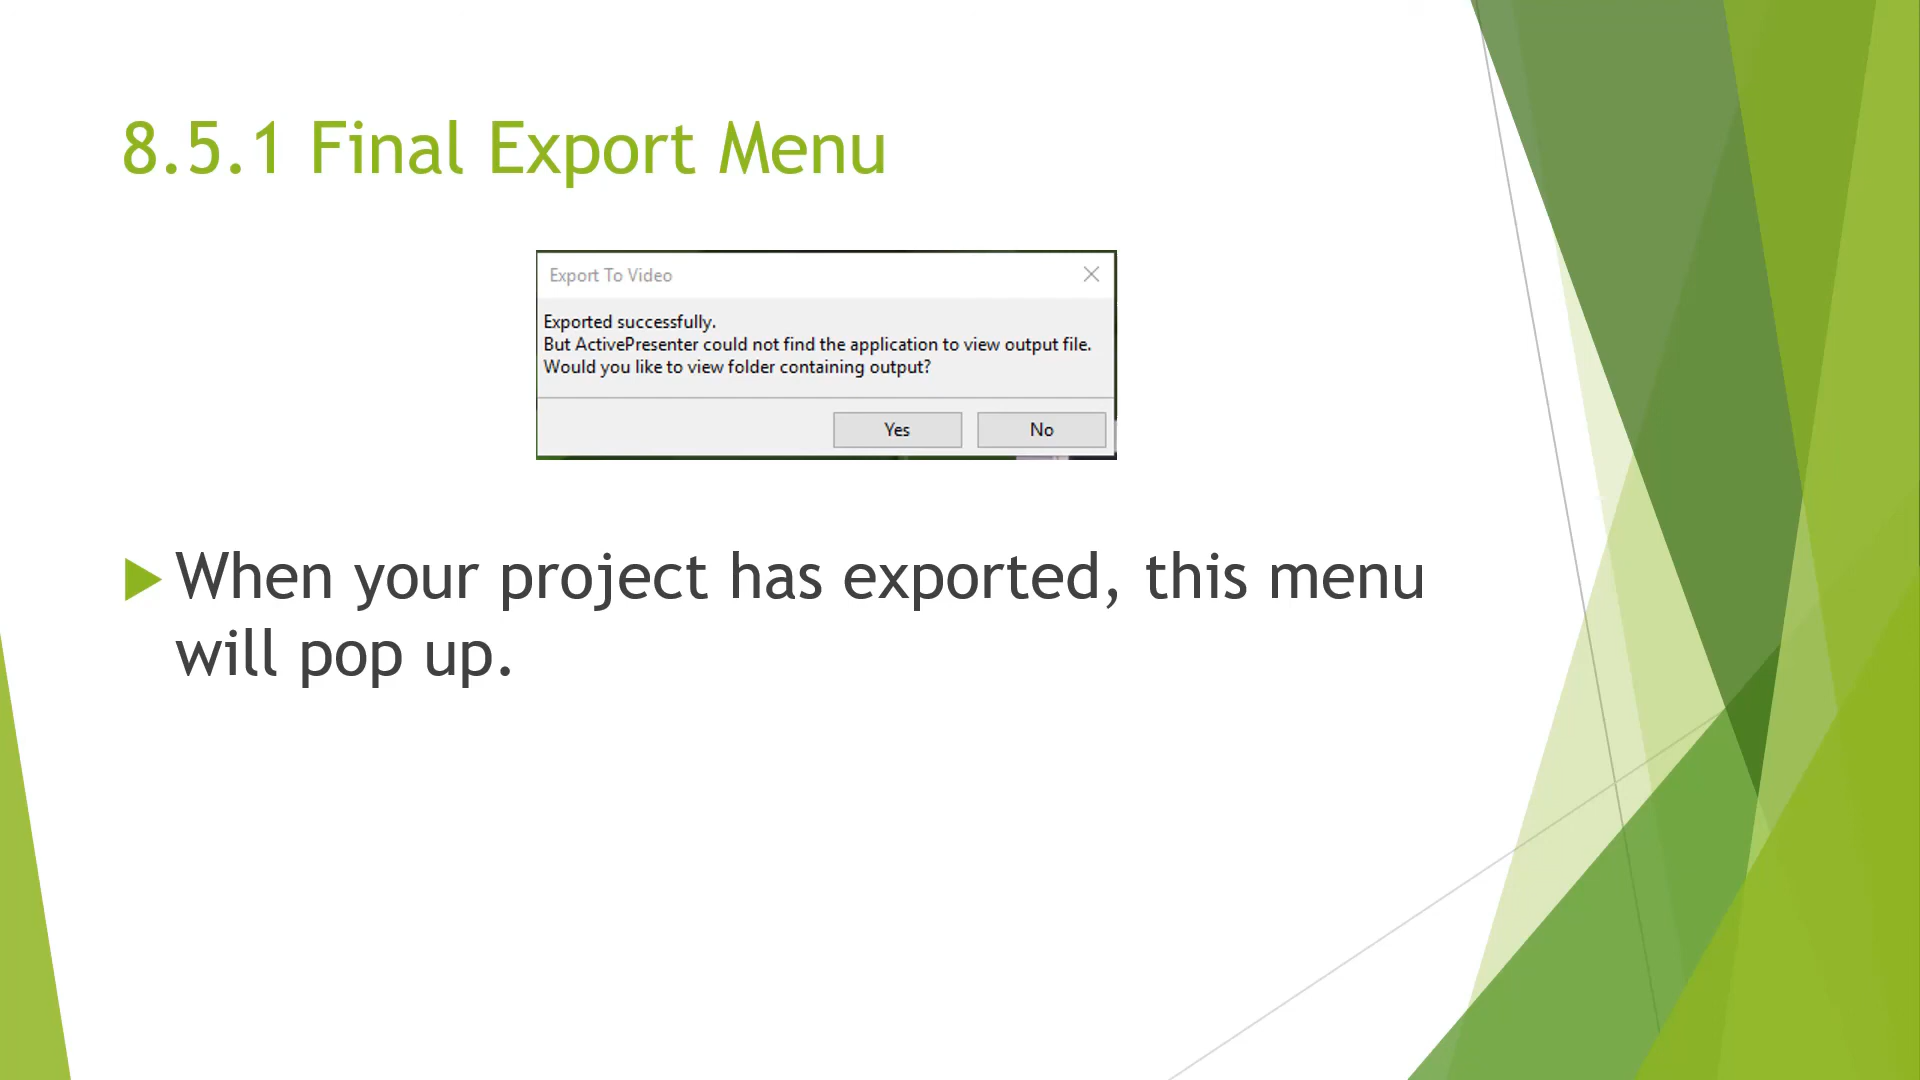 8.5.1 Final Export Menu
Export To Video
Exported successfully.
But ActivePresenter could not find the application to view output file.
Would you like to view folder containing output?
Yes No
When your project has exported, this menu
will pop up.